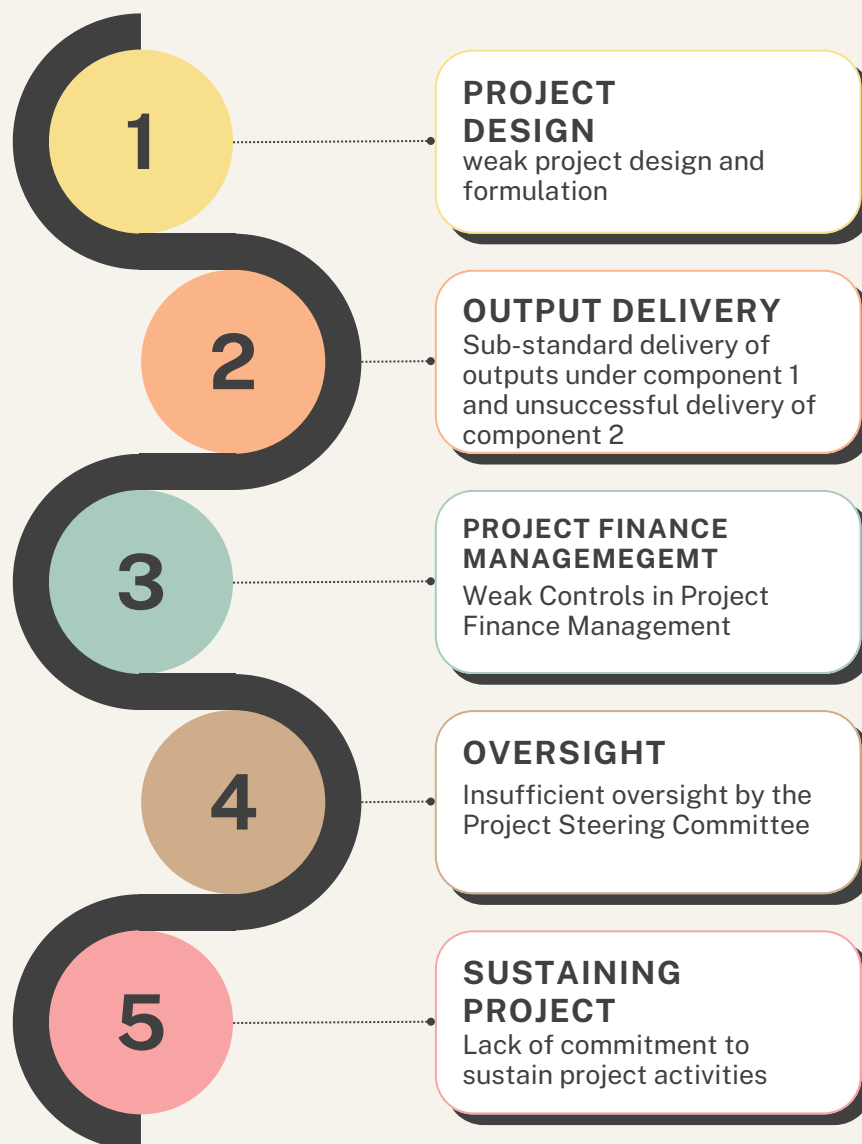 1
PROJECT
DESIGN
weak project design and
formulation
2
OUTPUT DELIVERY
Sub-standard delivery of
outputs under component 1
and unsuccessful delivery of
component 2
3
PROJECT FINANCE
MANAGEMEGEMT
Weak Controls in Project
Finance Management
4
OVERSIGHT
Insufficient oversight by the
Project Steering Committee
5
SUSTAINING
PROJECT
Lack of commitment to
sustain project activities